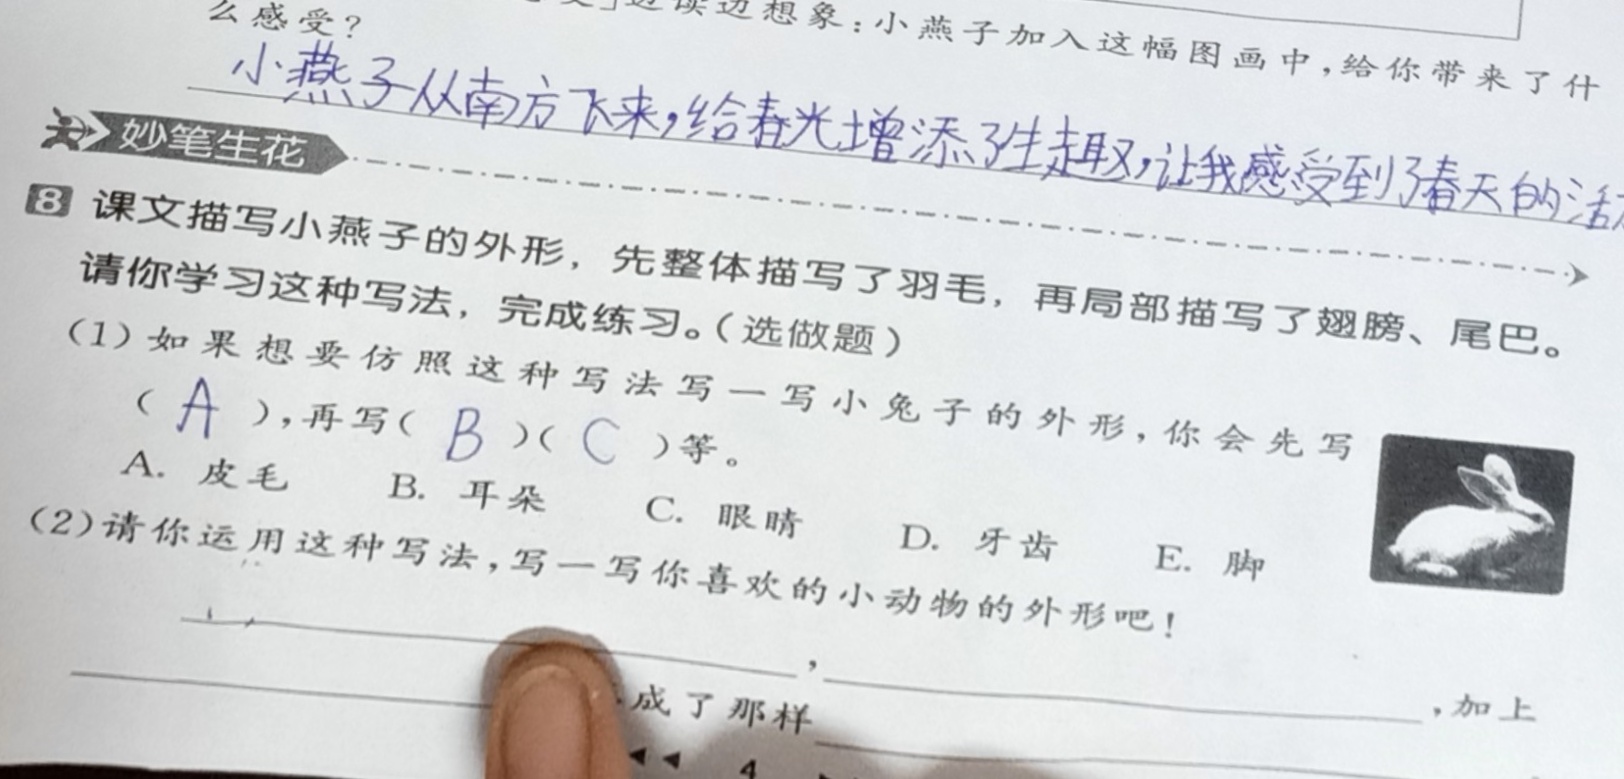 边读边想象：小燕子加入这幅图画中，给你带来了什
么感受？
小燕子从南方飞来，给春光增添了生趣，让我感受到了春天的活
妙笔生花
8 课文描写小燕子的外形，先整体描写了羽毛，再局部描写了翅膀、尾巴。
请你学习这种写法，完成练习。（选做题）
(1) 如果想要仿照这种写法写一写小兔子的外形，你会先写
（ A ），再写（ B ）（ C ）等。
A. 皮毛 B. 耳朵 C. 眼睛 D. 牙齿 E. 脚
(2) 请你运用这种写法，写一写你喜欢的小动物的外形吧！
， ，加上
成了那样
4